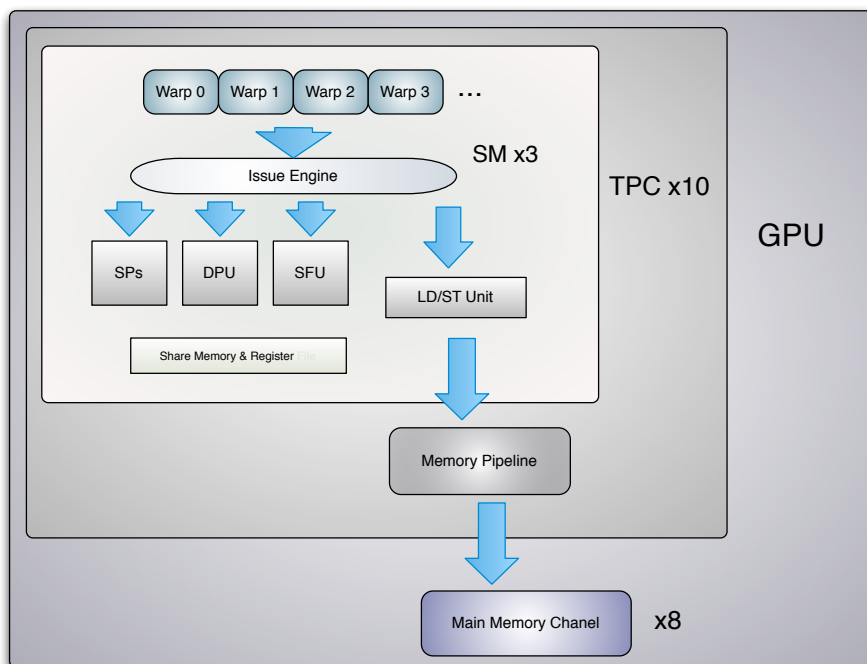 Warp 0 Warp 1 Warp 2 Warp 3 ...
SM x3
Issue Engine
TPC x10
GPU
SPs DPU SFU
LD/ST Unit
Share Memory & Register File
Memory Pipeline
Main Memory Chanel x8